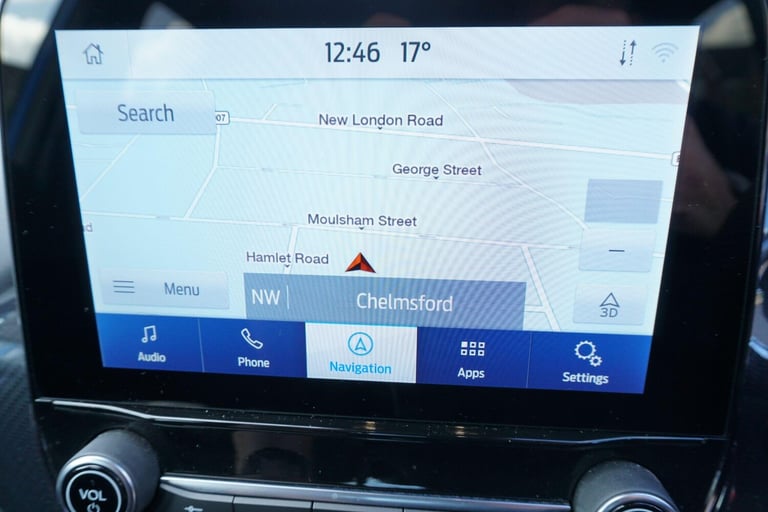 12:46 17°
Search
07
New London Road
George Street
Moulsham Street
Hamlet Road
Menu
NW
Chelmsford
3D
Audio
Phone
Navigation
Apps
Settings
VOL